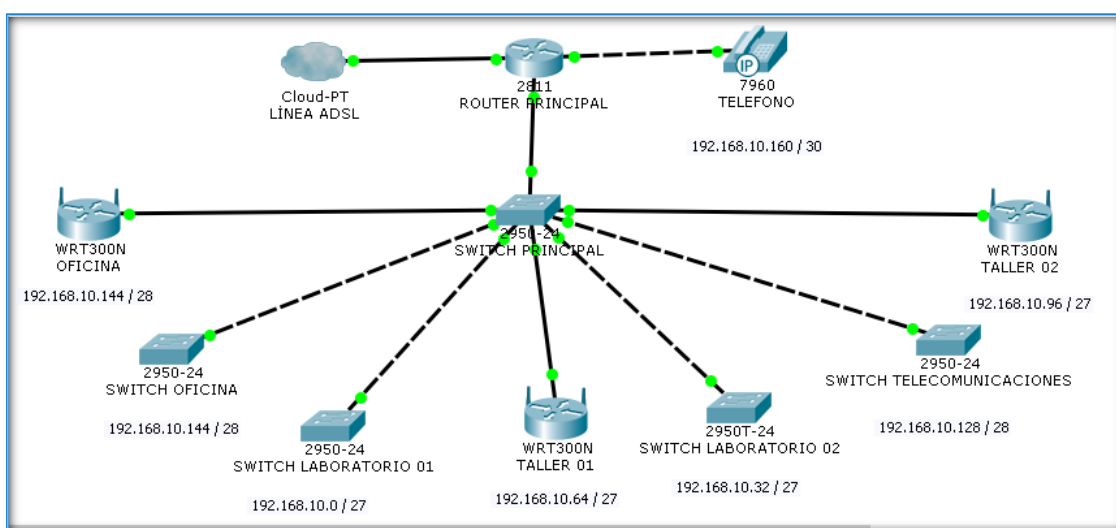 Cloud-PT
LÍNEA ADSL
2811
ROUTER PRINCIPAL
IP
7960
TELEFONO
192.168.10.160 / 30
WRT300N
OFICINA
192.168.10.144 / 28
2950-24
SWITCH PRINCIPAL
WRT300N
TALLER 02
192.168.10.96 / 27
2950-24
SWITCH OFICINA
192.168.10.144 / 28
2950-24
SWITCH LABORATORIO 01
192.168.10.0 / 27
WRT300N
TALLER 01
192.168.10.64 / 27
2950T-24
SWITCH LABORATORIO 02
192.168.10.32 / 27
2950-24
SWITCH TELECOMUNICACIONES
192.168.10.128 / 28